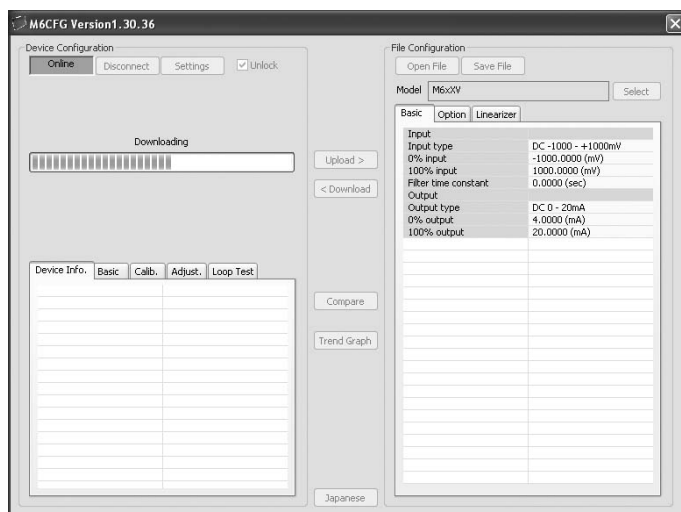 M6CFG Version1.30.36
Device Configuration
Online
Disconnect
Settings
Unlock
Downloading
Device Info.
Basic
Calib.
Adjust.
Loop Test
Upload >
< Download
Compare
Trend Graph
Japanese
File Configuration
Open File
Save File
Model M6xXV
Select
Basic
Option
Linearizer
Input
Input type DC -1000 - +1000mV
0% input -1000.0000 (mV)
100% input 1000.0000 (mV)
Filter time constant 0.0000 (sec)
Output
Output type DC 0 - 20mA
0% output 4.0000 (mA)
100% output 20.0000 (mA)